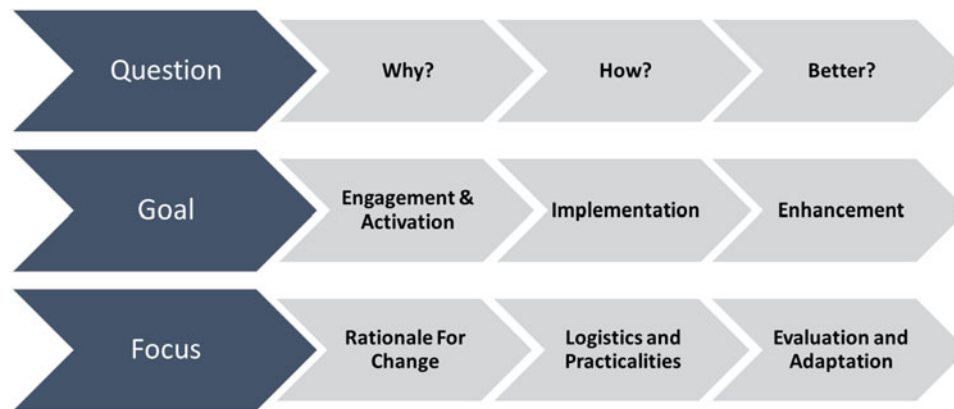 Question
Why?
How?
Better?
Goal
Engagement &
Activation
Implementation
Enhancement
Focus
Rationale For
Change
Logistics and
Practicalities
Evaluation and
Adaptation